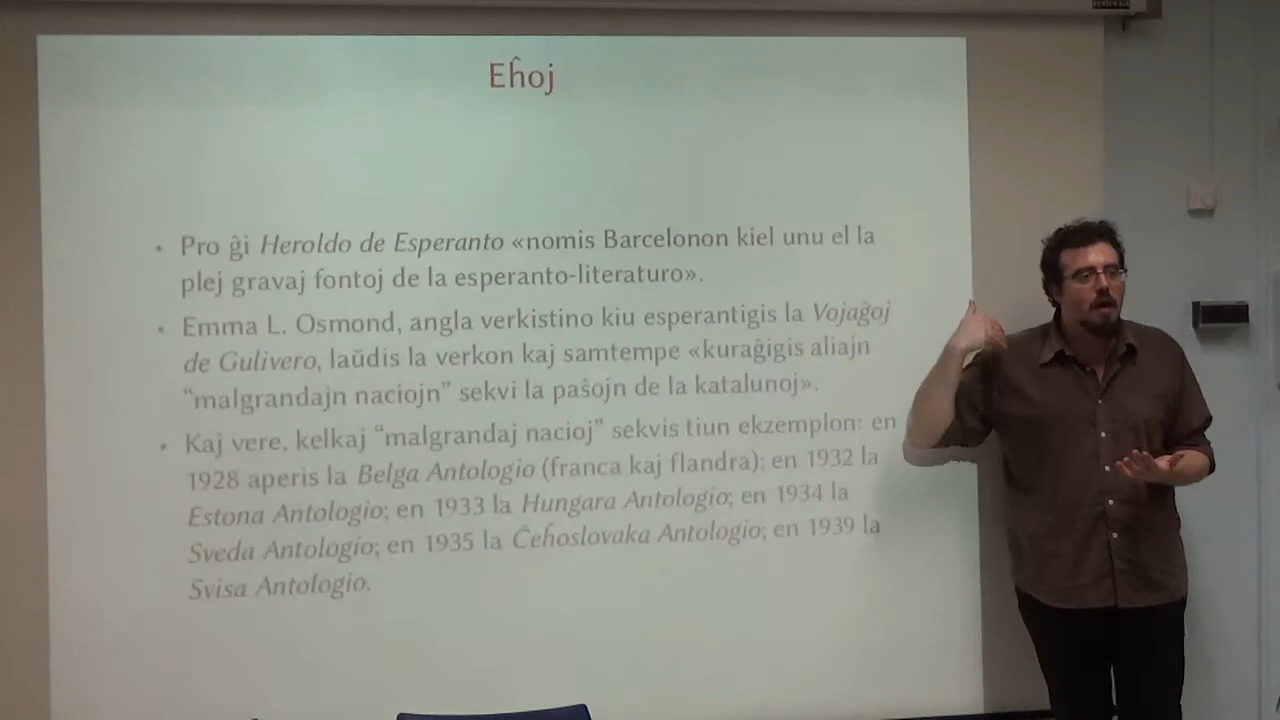 Eĥoj
• Pro ĝi Heroldo de Esperanto «nomis Barcelonon kiel unu el la
plej gravaj fontoj de la esperanto-literaturo».
• Emma L. Osmond, angla verkistino kiu esperantigis la Vojaĝoj
de Gulivero, laŭdis la verkon kaj samtempe «kuraĝigis aliajn
“malgrandajn naciojn” sekvi la paŝojn de la katalunoj».
• Kaj vere, kelkaj “malgrandaj nacioj” sekvis tiun ekzemplon: en
1928 aperis la Belga Antologio (franca kaj flandra); en 1932 la
Estona Antologio; en 1933 la Hungara Antologio; en 1934 la
Sveda Antologio; en 1935 la Ĉeĥoslovaka Antologio; en 1939 la
Svisa Antologio.